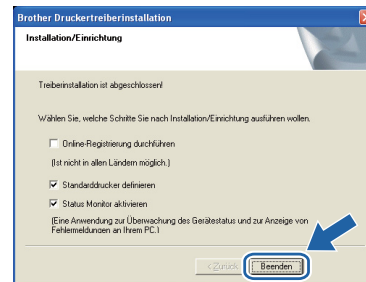 Brother Druckertreiberinstallation
Installation/Einrichtung
Treiberinstallation ist abgeschlossen!
Wählen Sie, welche Schritte Sie nach Installation/Einrichtung ausführen wollen.
Online-Registrierung durchführen
(Ist nicht in allen Ländern möglich.)
Standarddrucker definieren
Status Monitor aktivieren
(Eine Anwendung zur Überwachung des Gerätestatus und zur Anzeige von
Fehlermeldungen an Ihrem PC.)
< Zurück
Beenden